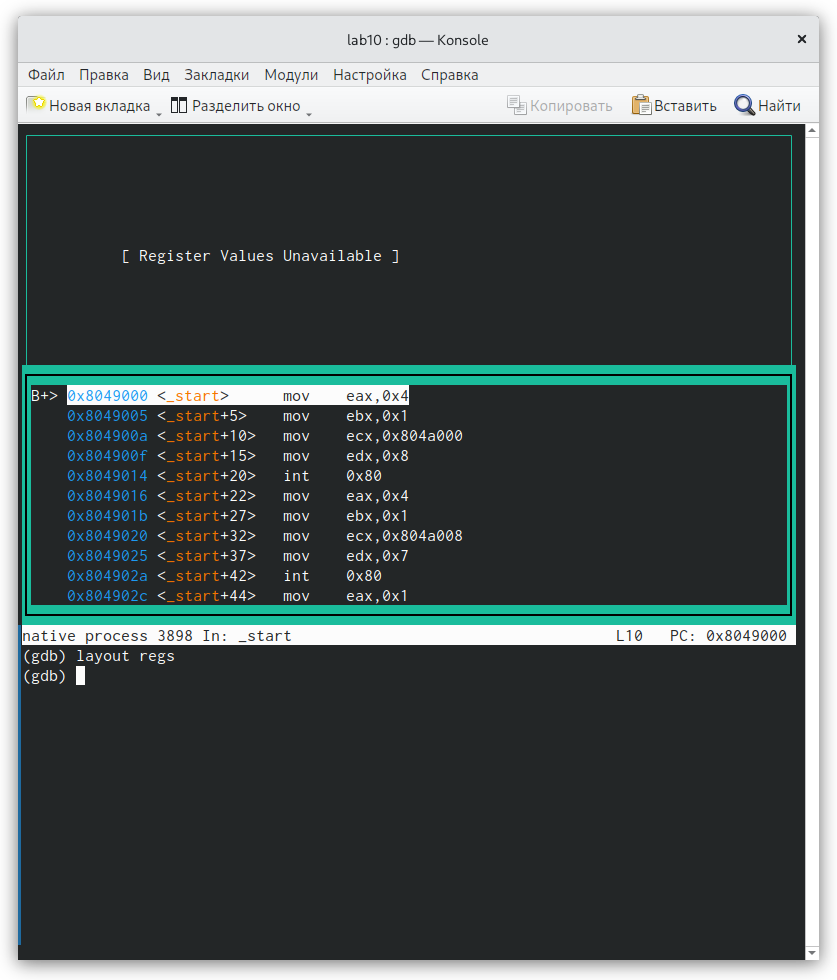 lab10 : gdb — Konsole
Файл Правка Вид Закладки Модули Настройка Справка
Новая вкладка Разделить окно Копировать Вставить Найти
[ Register Values Unavailable ]
B+> 0x8049000 <_start> mov eax,0x4
0x8049005 <_start+5> mov ebx,0x1
0x804900a <_start+10> mov ecx,0x804a000
0x804900f <_start+15> mov edx,0x8
0x8049014 <_start+20> int 0x80
0x8049016 <_start+22> mov eax,0x4
0x804901b <_start+27> mov ebx,0x1
0x8049020 <_start+32> mov ecx,0x804a008
0x8049025 <_start+37> mov edx,0x7
0x804902a <_start+42> int 0x80
0x804902c <_start+44> mov eax,0x1
native process 3898 In: _start L10 PC: 0x8049000
(gdb) layout regs
(gdb)